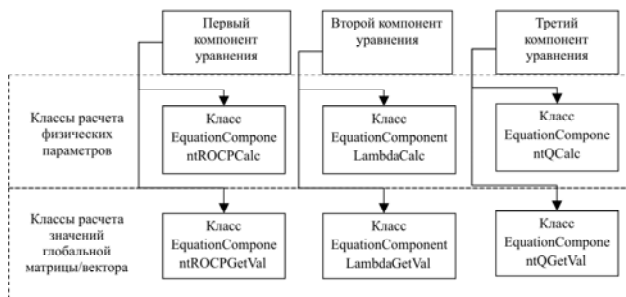 Первый
компонент
уравнения
Второй компонент
уравнения
Третий
компонент
уравнения
Классы расчета
физических
параметров
Класс
EquationCompone
ntROCPCalc
Класс
EquationComponent
LambdaCalc
Класс
EquationCompone
ntQCalc
Классы расчета
значений
глобальной
матрицы/вектора
Класс
EquationCompone
ntROCPGetVal
Класс
EquationComponent
LambdaGetVal
Класс
EquationCompone
ntQGetVal